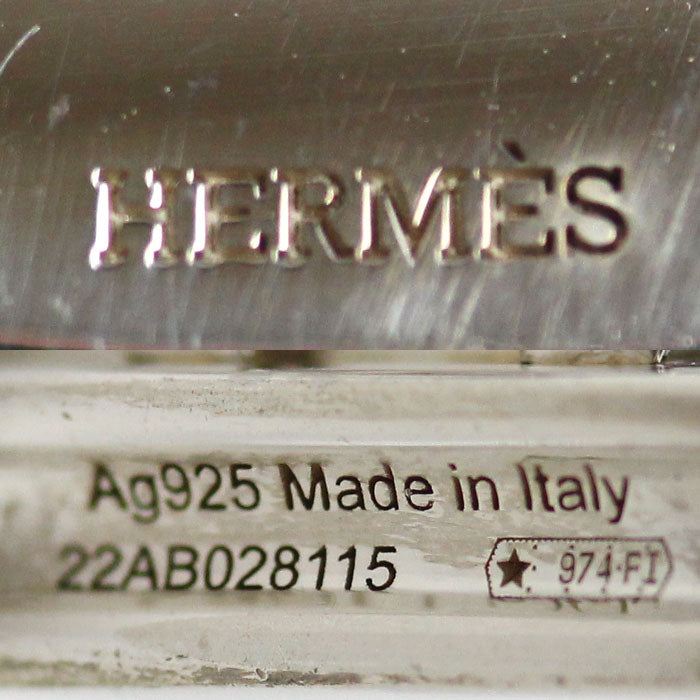 HERMÈS
Ag925 Made in Italy
22AB028115 ★ 974·FI